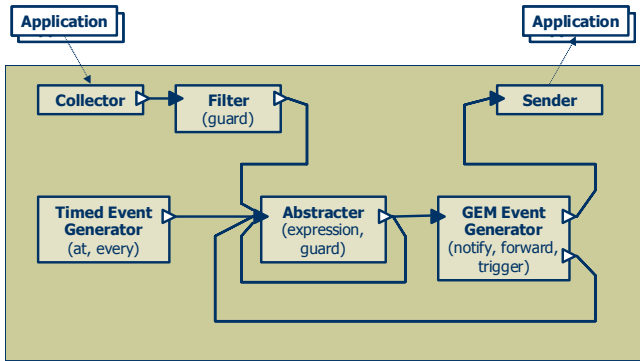 Application
Application
Collector
Filter
(guard)
Sender
Timed Event
Generator
(at, every)
Abstracter
(expression,
guard)
GEM Event
Generator
(notify, forward,
trigger)